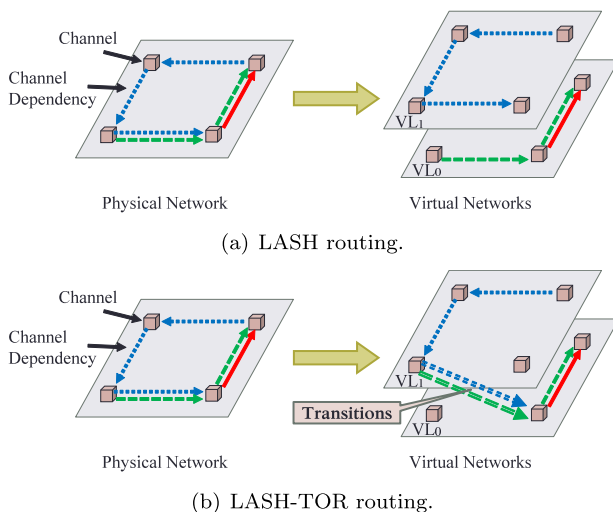 Channel
Channel
Dependency
VL1
VL0
Physical Network
Virtual Networks
(a) LASH routing.
Channel
Channel
Dependency
VL1
Transitions
VL0
Physical Network
Virtual Networks
(b) LASH-TOR routing.